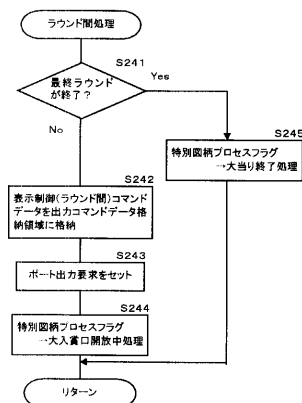 ラウンド間処理
S241
最終ラウンド
が終了？
Yes
No
S245
特別図柄プロセスフラグ
→大当り終了処理
S242
表示制御(ラウンド間)コマンド
データを出力コマンドデータ格
納領域に格納
S243
ポート出力要求をセット
S244
特別図柄プロセスフラグ
→大入賞口開放中処理
リターン